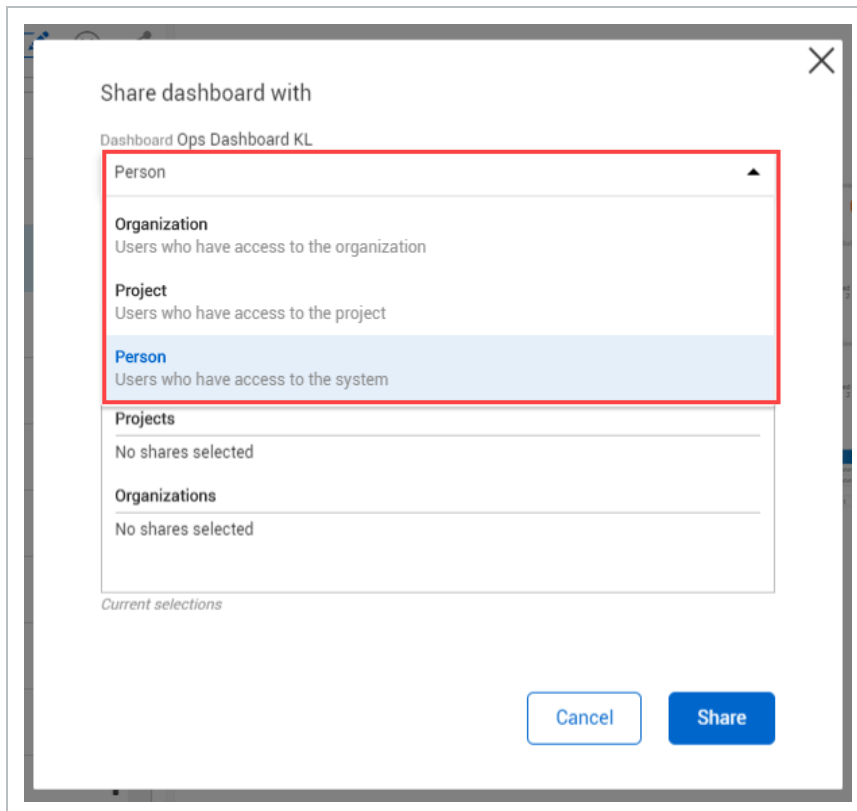 Share dashboard with
Dashboard Ops Dashboard KL
Person
Organization
Users who have access to the organization
Project
Users who have access to the project
Person
Users who have access to the system
Projects
No shares selected
Organizations
No shares selected
Current selections
Cancel
Share